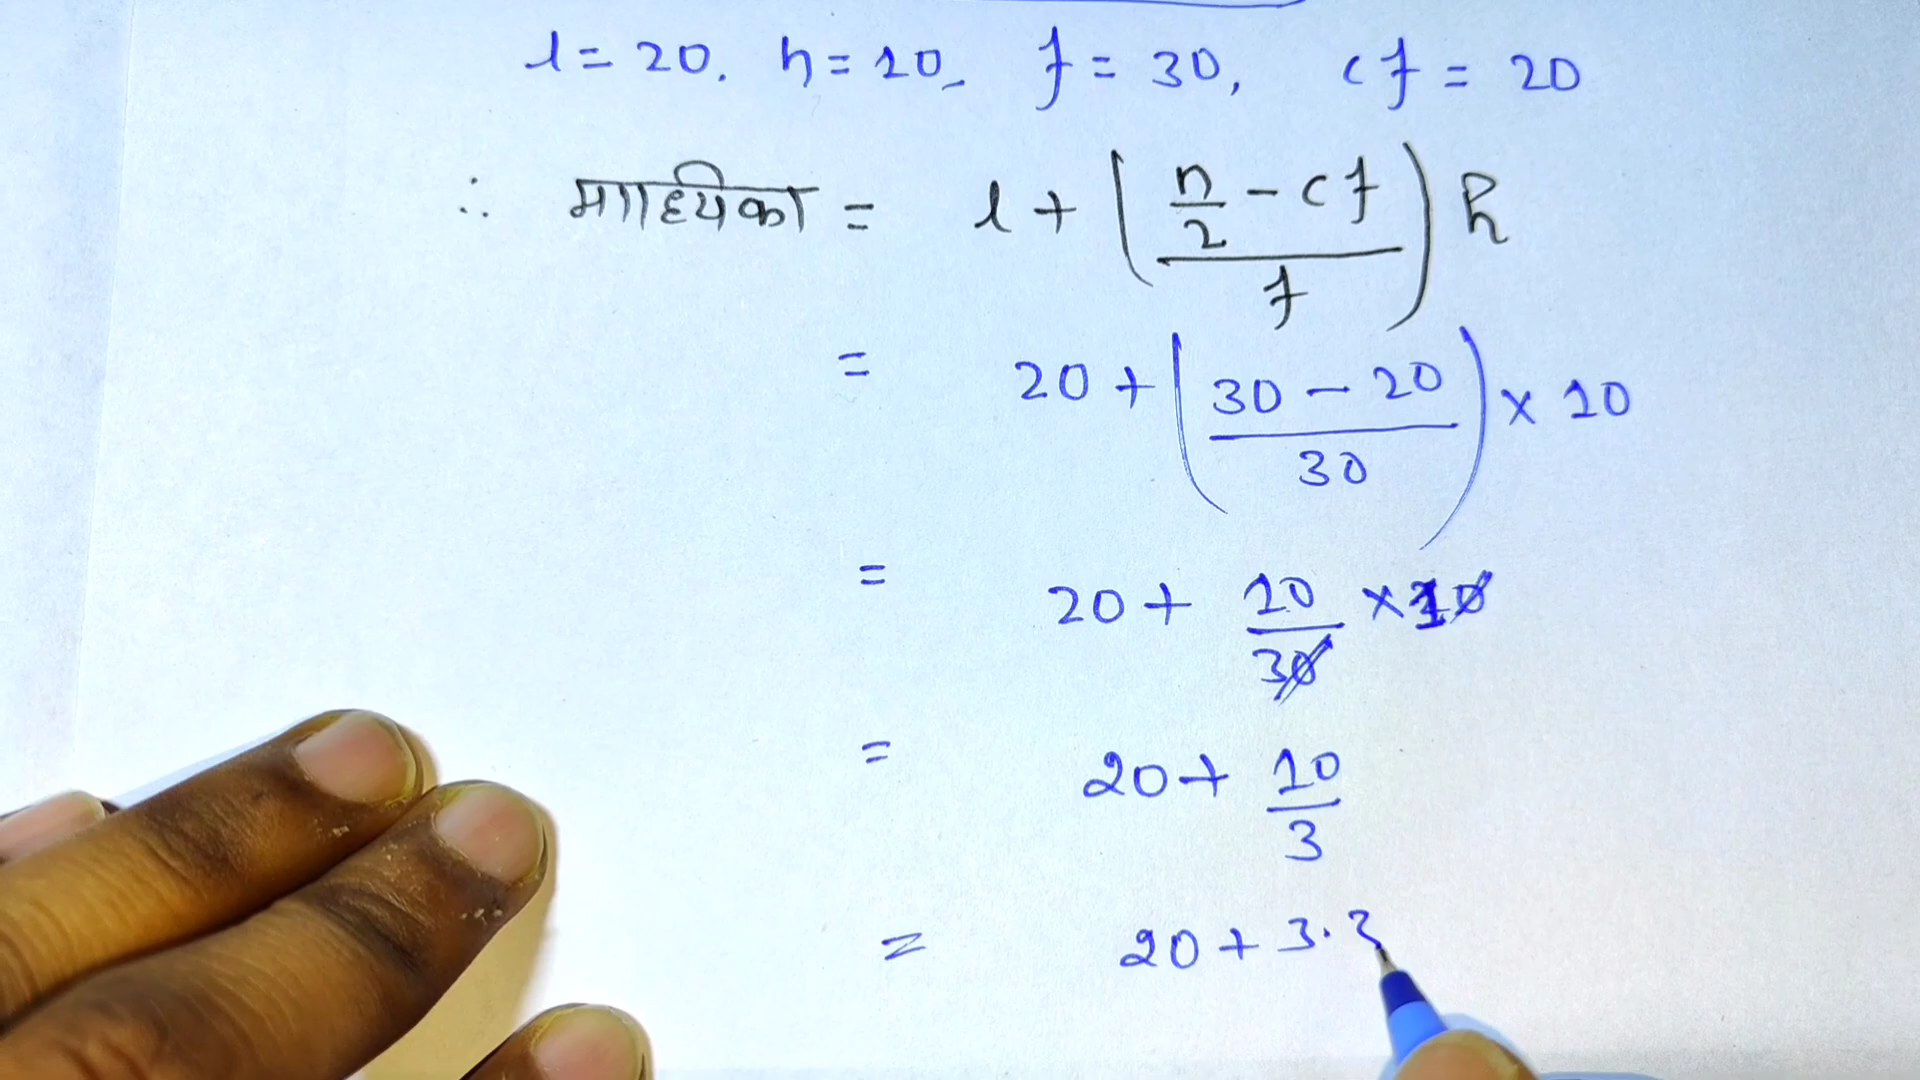 l = 20, h = 10, f = 30, cf = 20
∴ माध्यिका = l + ( (n/2 - cf) / f ) h
= 20 + ( (30 - 20) / 30 ) × 10
= 20 + 10/30 × 10
= 20 + 10/3
= 20 + 3.3